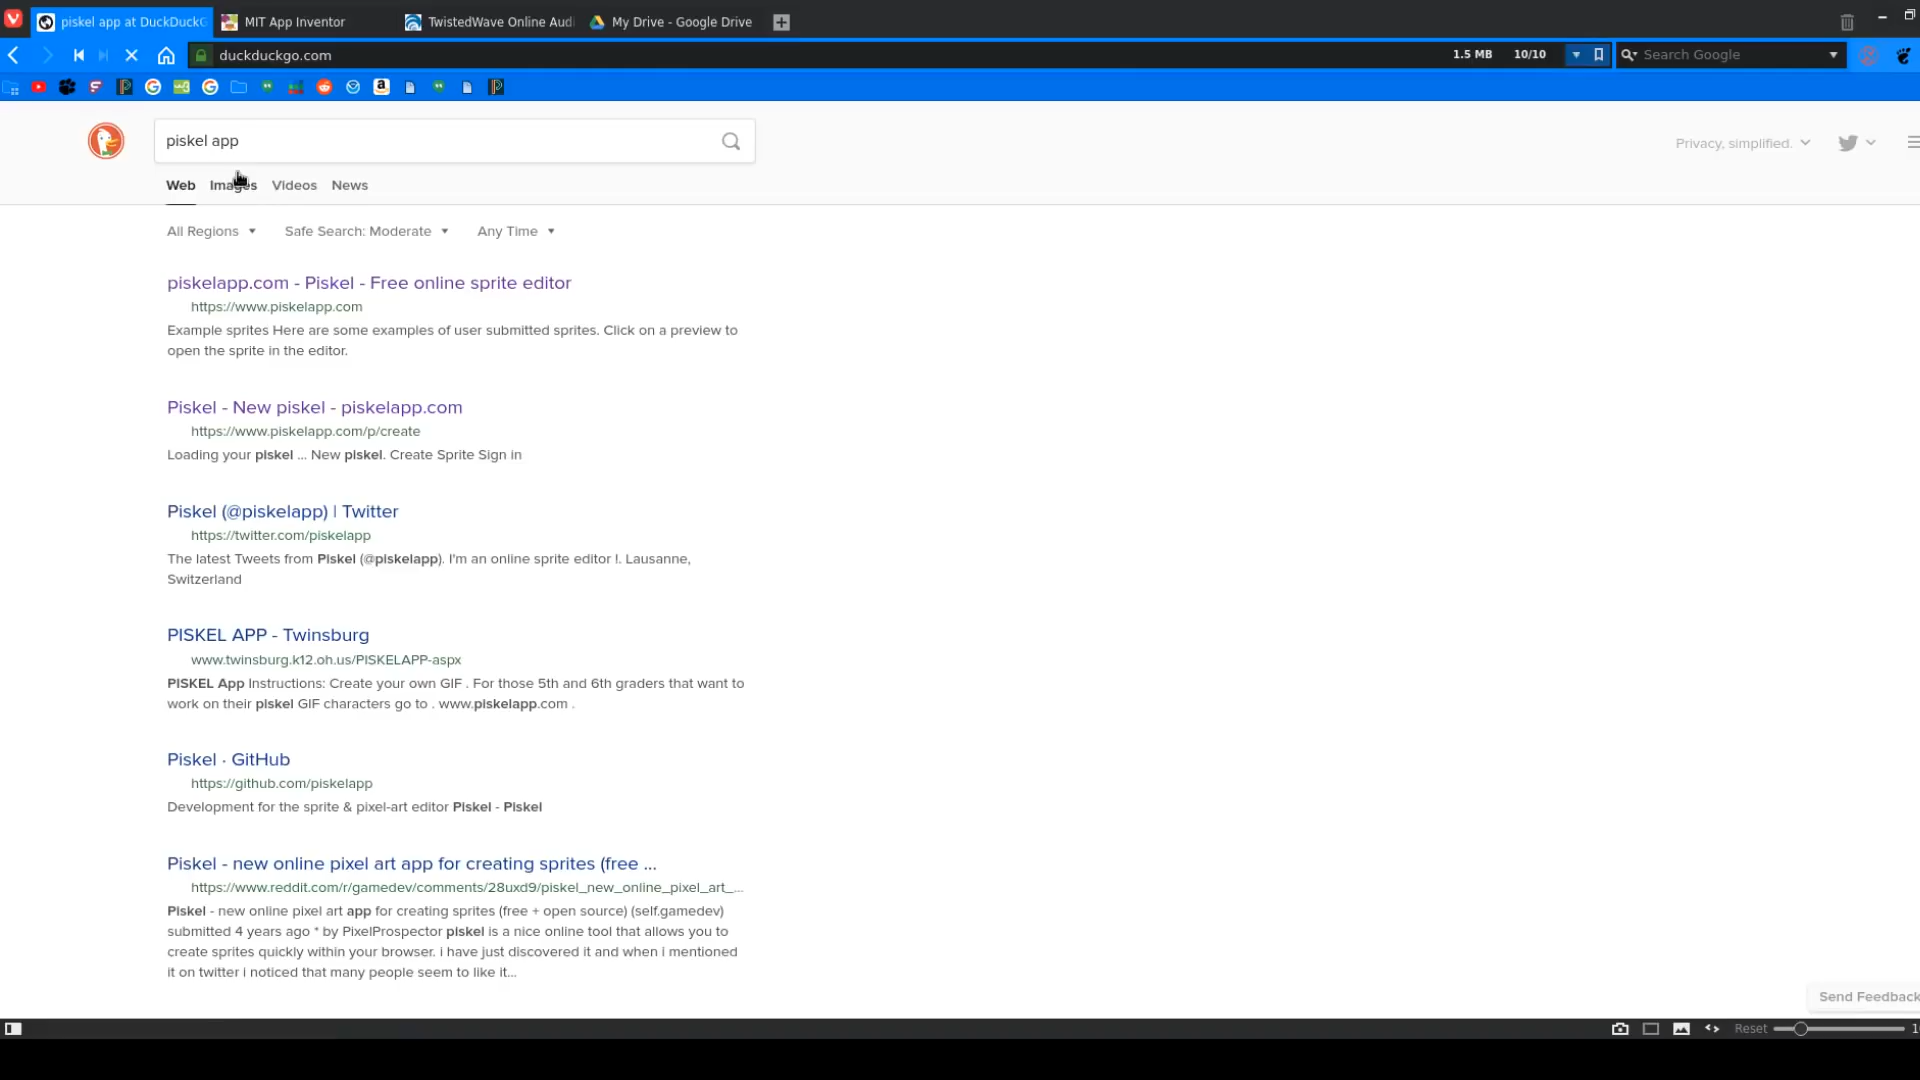 piskel app at DuckDuckG
MIT App Inventor
TwistedWave Online Audi
My Drive - Google Drive
duckduckgo.com
1.5 MB
10/10
Search Google
piskel app
Privacy, simplified.
Web
Images
Videos
News
All Regions
Safe Search: Moderate
Any Time
piskelapp.com - Piskel - Free online sprite editor
https://www.piskelapp.com
Example sprites Here are some examples of user submitted sprites. Click on a preview to
open the sprite in the editor.
Piskel - New piskel - piskelapp.com
https://www.piskelapp.com/p/create
Loading your piskel ... New piskel. Create Sprite Sign in
Piskel (@piskelapp) | Twitter
https://twitter.com/piskelapp
The latest Tweets from Piskel (@piskelapp). I'm an online sprite editor !. Lausanne,
Switzerland
PISKEL APP - Twinsburg
www.twinsburg.k12.oh.us/PISKELAPP-aspx
PISKEL App Instructions: Create your own GIF . For those 5th and 6th graders that want to
work on their piskel GIF characters go to . www.piskelapp.com .
Piskel · GitHub
https://github.com/piskelapp
Development for the sprite & pixel-art editor Piskel - Piskel
Piskel - new online pixel art app for creating sprites (free ...
https://www.reddit.com/r/gamedev/comments/28uxd9/piskel_new_online_pixel_art_...
Piskel - new online pixel art app for creating sprites (free + open source) (self.gamedev)
submitted 4 years ago * by PixelProspector piskel is a nice online tool that allows you to
create sprites quickly within your browser. i have just discovered it and when i mentioned
it on twitter i noticed that many people seem to like it...
Send Feedback
Reset